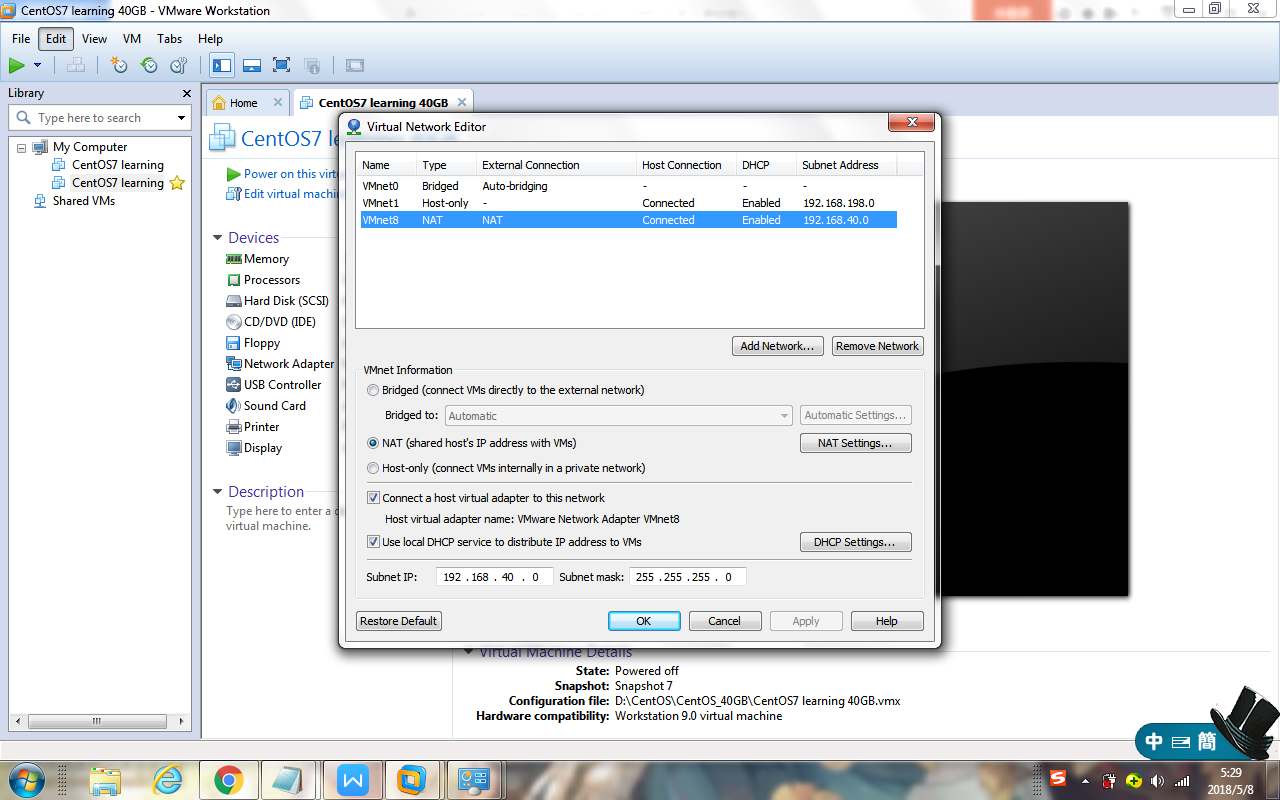 CentOS7 learning 40GB - VMware Workstation
File Edit View VM Tabs Help
Library
Type here to search
My Computer
CentOS7 learning
CentOS7 learning
Shared VMs
Home
CentOS7 learning 40GB
CentOS7 le
Power on this virtu
Edit virtual machin
Devices
Memory
Processors
Hard Disk (SCSI)
CD/DVD (IDE)
Floppy
Network Adapter
USB Controller
Sound Card
Printer
Display
Description
Type here to enter a d
virtual machine.
Virtual Network Editor
Name Type External Connection Host Connection DHCP Subnet Address
VMnet0 Bridged Auto-bridging - - -
VMnet1 Host-only - Connected Enabled 192.168.198.0
VMnet8 NAT NAT Connected Enabled 192.168.40.0
Add Network... Remove Network
VMnet Information
Bridged (connect VMs directly to the external network)
Bridged to: Automatic Automatic Settings...
NAT (shared host's IP address with VMs) NAT Settings...
Host-only (connect VMs internally in a private network)
Connect a host virtual adapter to this network
Host virtual adapter name: VMware Network Adapter VMnet8
Use local DHCP service to distribute IP address to VMs DHCP Settings...
Subnet IP: 192 . 168 . 40 . 0 Subnet mask: 255 . 255 . 255 . 0
Restore Default OK Cancel Apply Help
Virtual Machine Details
State: Powered off
Snapshot: Snapshot 7
Configuration file: D:\CentOS\CentOS_40GB\CentOS7 learning 40GB.vmx
Hardware compatibility: Workstation 9.0 virtual machine
中 簡
5:29
2018/5/8